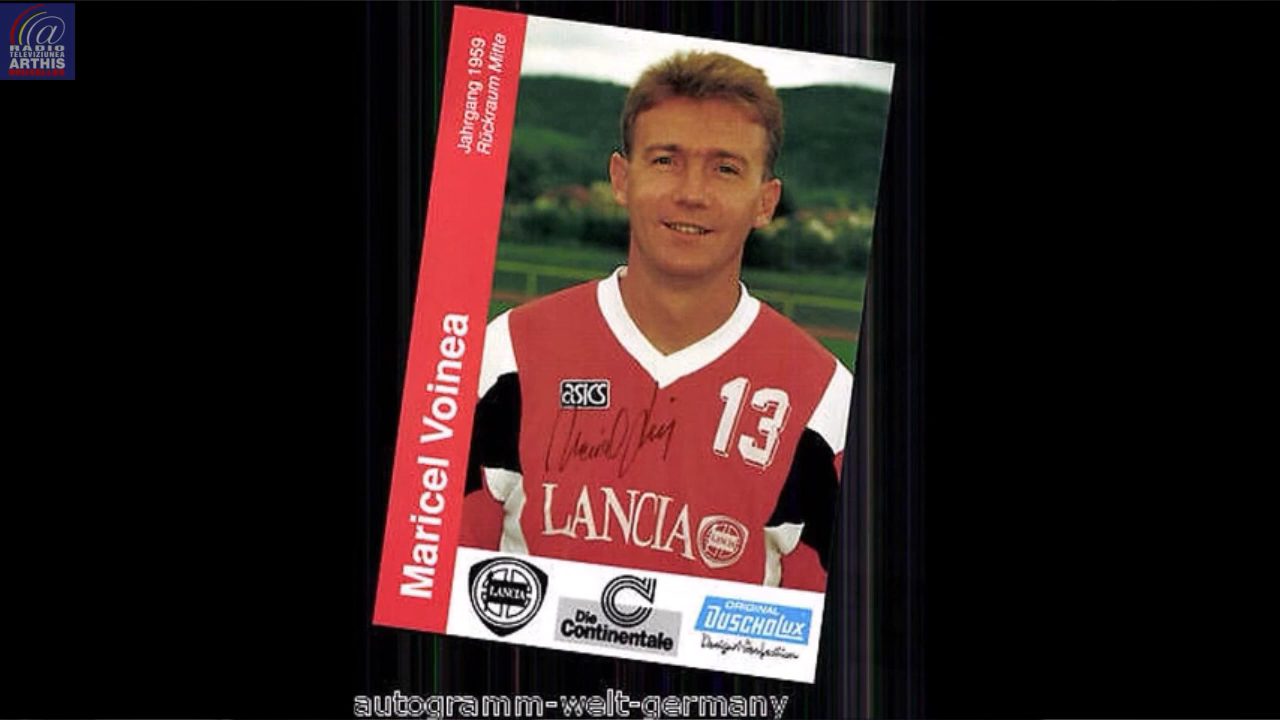 RADIO
TELEVIZIUNEA
ARTHIS
Jahrgang 1959
Rückraum Mitte
Maricel Voinea
asics
13
LANCIA
LANCIA
LANCIA
Die
Continentale
ORIGINAL
DUSCHOLUX
autogramm-welt-germany